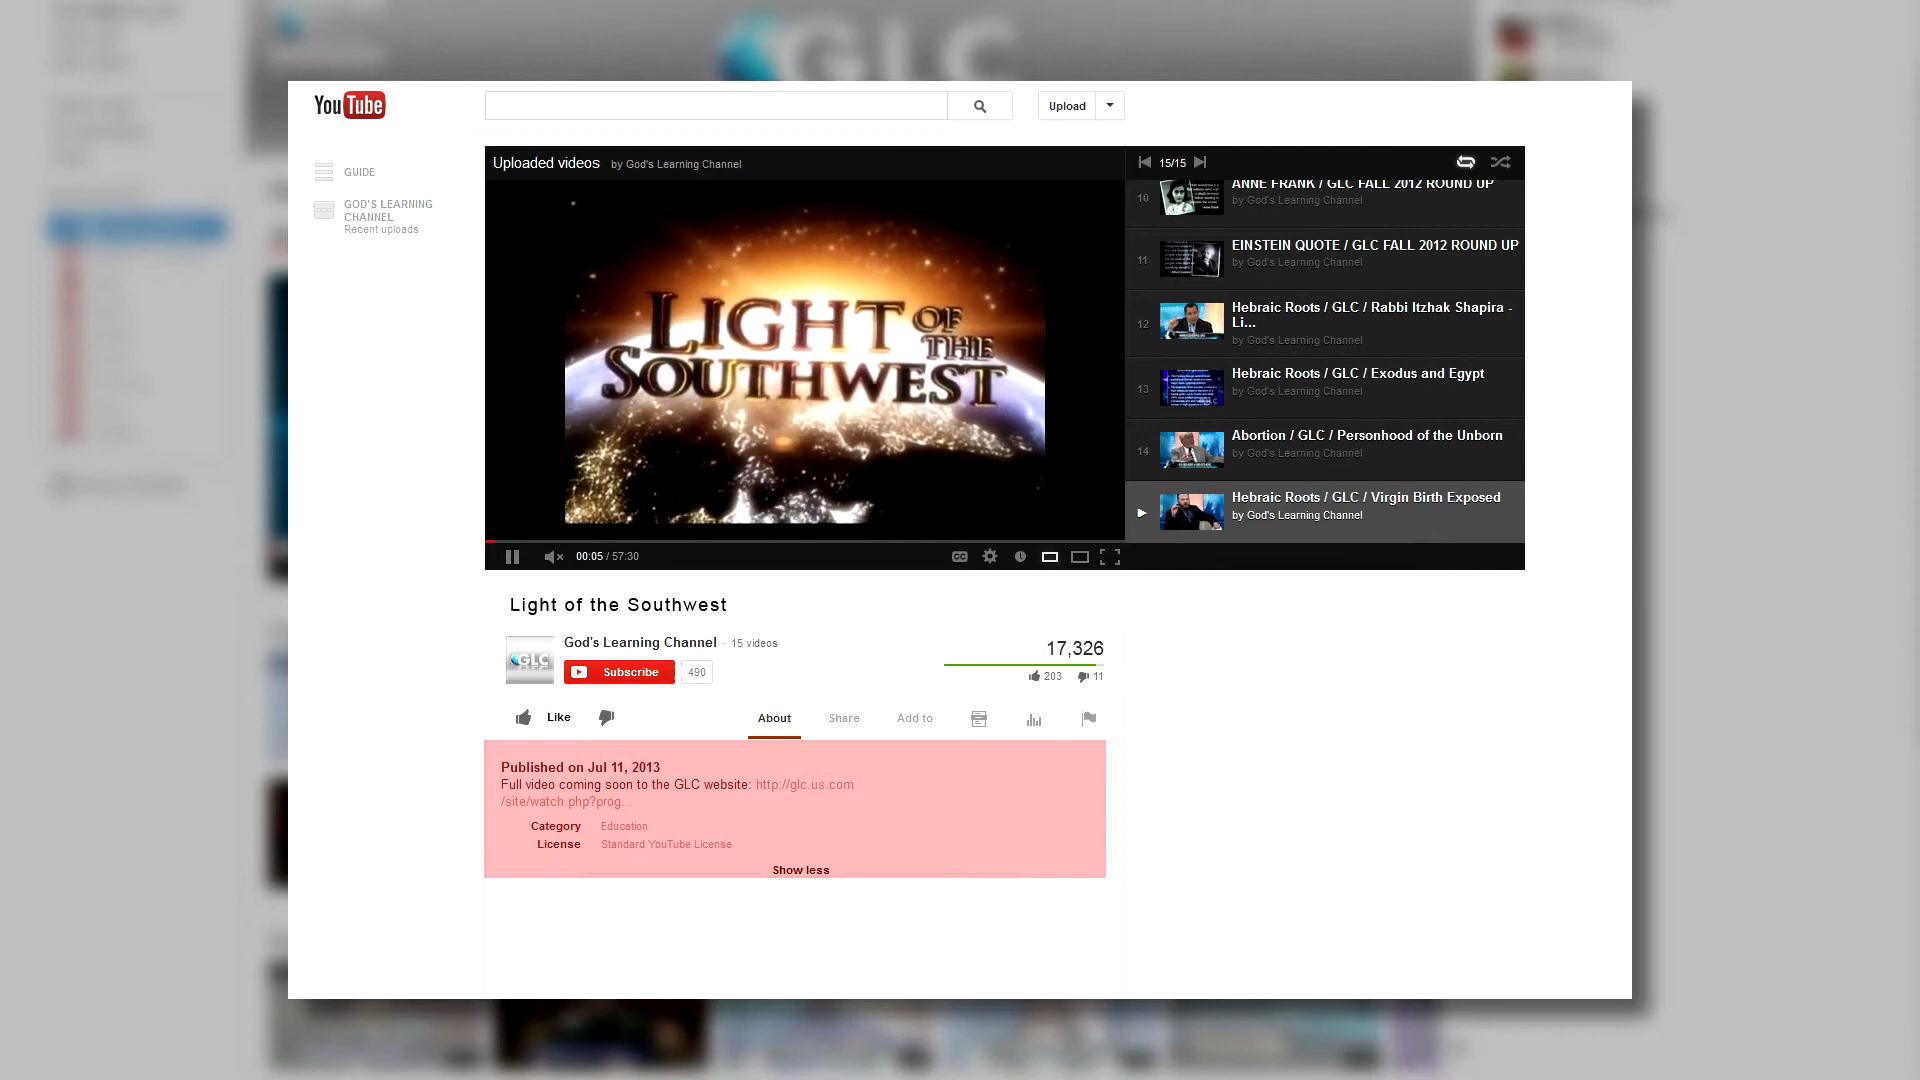 GLC
YouTube
Upload
GUIDE
GOD'S LEARNING
CHANNEL
Recent uploads
Uploaded videos by God's Learning Channel
LIGHT OF
THE
SOUTHWEST
00:05 / 57:30
CC
15/15
10
ANNE FRANK / GLC FALL 2012 ROUND UP
by God's Learning Channel
11
EINSTEIN QUOTE / GLC FALL 2012 ROUND UP
by God's Learning Channel
12
Hebraic Roots / GLC / Rabbi Itzhak Shapira -
Li...
by God's Learning Channel
13
Hebraic Roots / GLC / Exodus and Egypt
by God's Learning Channel
14
Abortion / GLC / Personhood of the Unborn
by God's Learning Channel
Hebraic Roots / GLC / Virgin Birth Exposed
by God's Learning Channel
Light of the Southwest
GLC
God's Learning Channel · 15 videos
Subscribe 490
17,326
203 11
Like
About Share Add to
Published on Jul 11, 2013
Full video coming soon to the GLC website: http://glc.us.com
/site/watch.php?prog...
Category Education
License Standard YouTube License
Show less